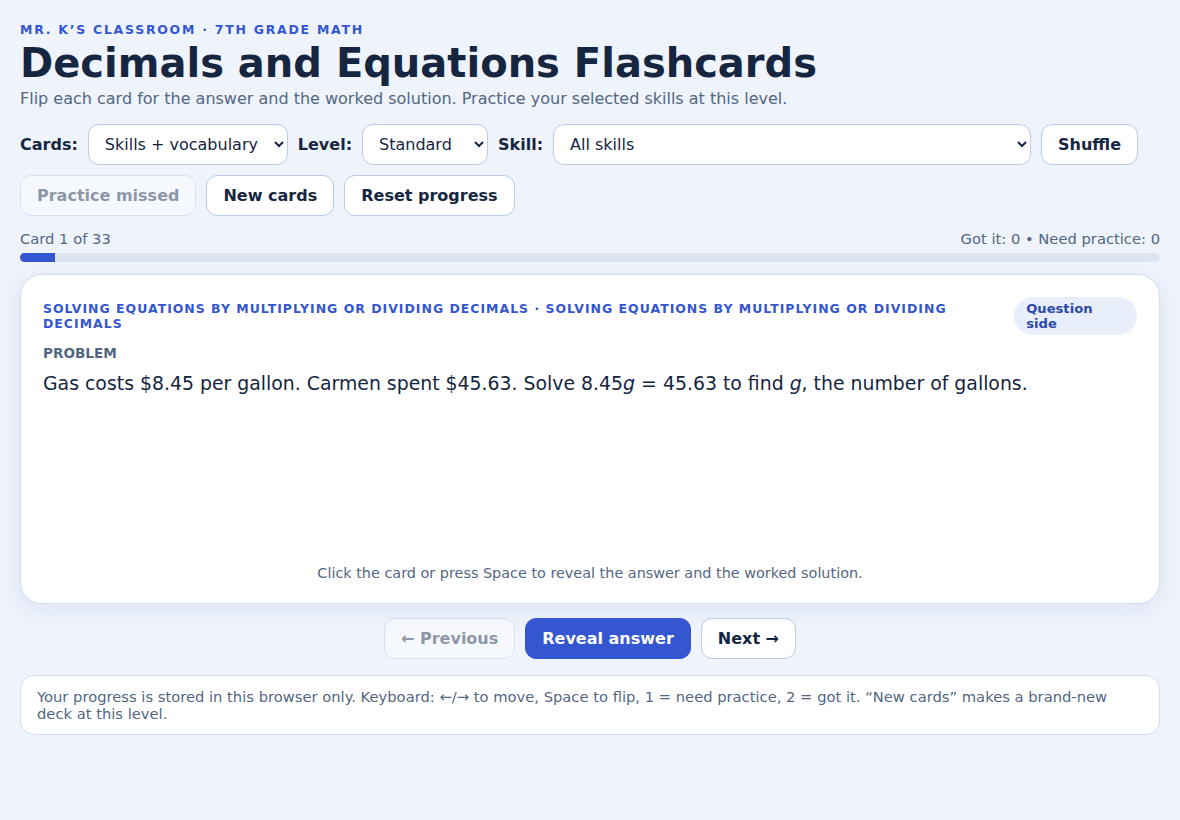 MR. K’S CLASSROOM · 7TH GRADE MATH
Decimals and Equations Flashcards
Flip each card for the answer and the worked solution. Practice your selected skills at this level.
Cards: Skills + vocabulary Level: Standard Skill: All skills Shuffle
Practice missed New cards Reset progress
Card 1 of 33 Got it: 0 • Need practice: 0
SOLVING EQUATIONS BY MULTIPLYING OR DIVIDING DECIMALS · SOLVING EQUATIONS BY MULTIPLYING OR DIVIDING
DECIMALS
Question
side
PROBLEM
Gas costs $8.45 per gallon. Carmen spent $45.63. Solve 8.45g = 45.63 to find g, the number of gallons.
Click the card or press Space to reveal the answer and the worked solution.
← Previous Reveal answer Next →
Your progress is stored in this browser only. Keyboard: ←/→ to move, Space to flip, 1 = need practice, 2 = got it. “New cards” makes a brand-new
deck at this level.